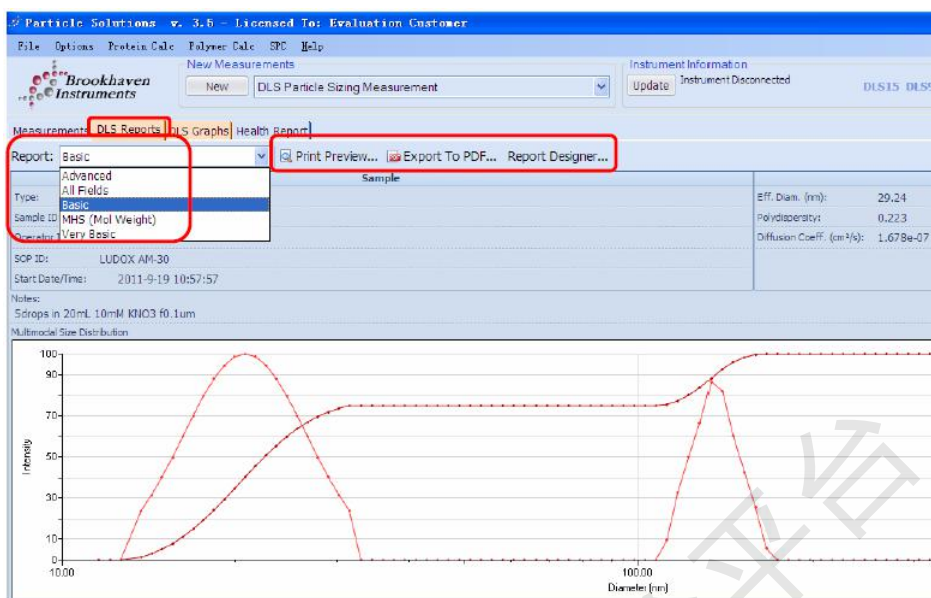 Particle Solutions v. 3.5 - Licensed To: Evaluation Customer
File Options Protein Calc Polymer Calc SPC Help
Brookhaven Instruments
New Measurements
New DLS Particle Sizing Measurement
Instrument Information
Update Instrument Disconnected
DLS15 DLS
Measurements DLS Reports DLS Graphs Health Report
Report: Basic Print Preview... Export To PDF... Report Designer...
Advanced
All Fields
Basic
MHS (Mol Weight)
Very Basic
Sample
Type:
Sample ID
Operator
SOP ID: LUDOX AM-30
Start Date/Time: 2011-9-19 10:57:57
Eff. Diam. (nm): 29.24
Polydispersity: 0.223
Diffusion Coeff. (cm²/s): 1.678e-07
Notes:
5drops in 20mL 10mM KNO3 f0.1um
Multimodal Size Distribution
100
90
70
50
30
10
0
Intensity
10.00 100.00
Diameter (nm)
平台